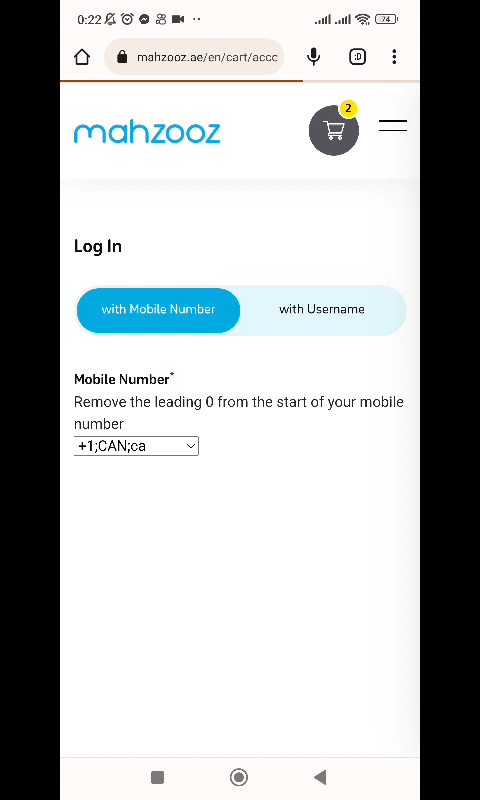 0:22
74
mahzooz.ae/en/cart/acc
:D
mahzooz
2
Log In
with Mobile Number
with Username
Mobile Number*
Remove the leading 0 from the start of your mobile
number
+1;CAN;ca